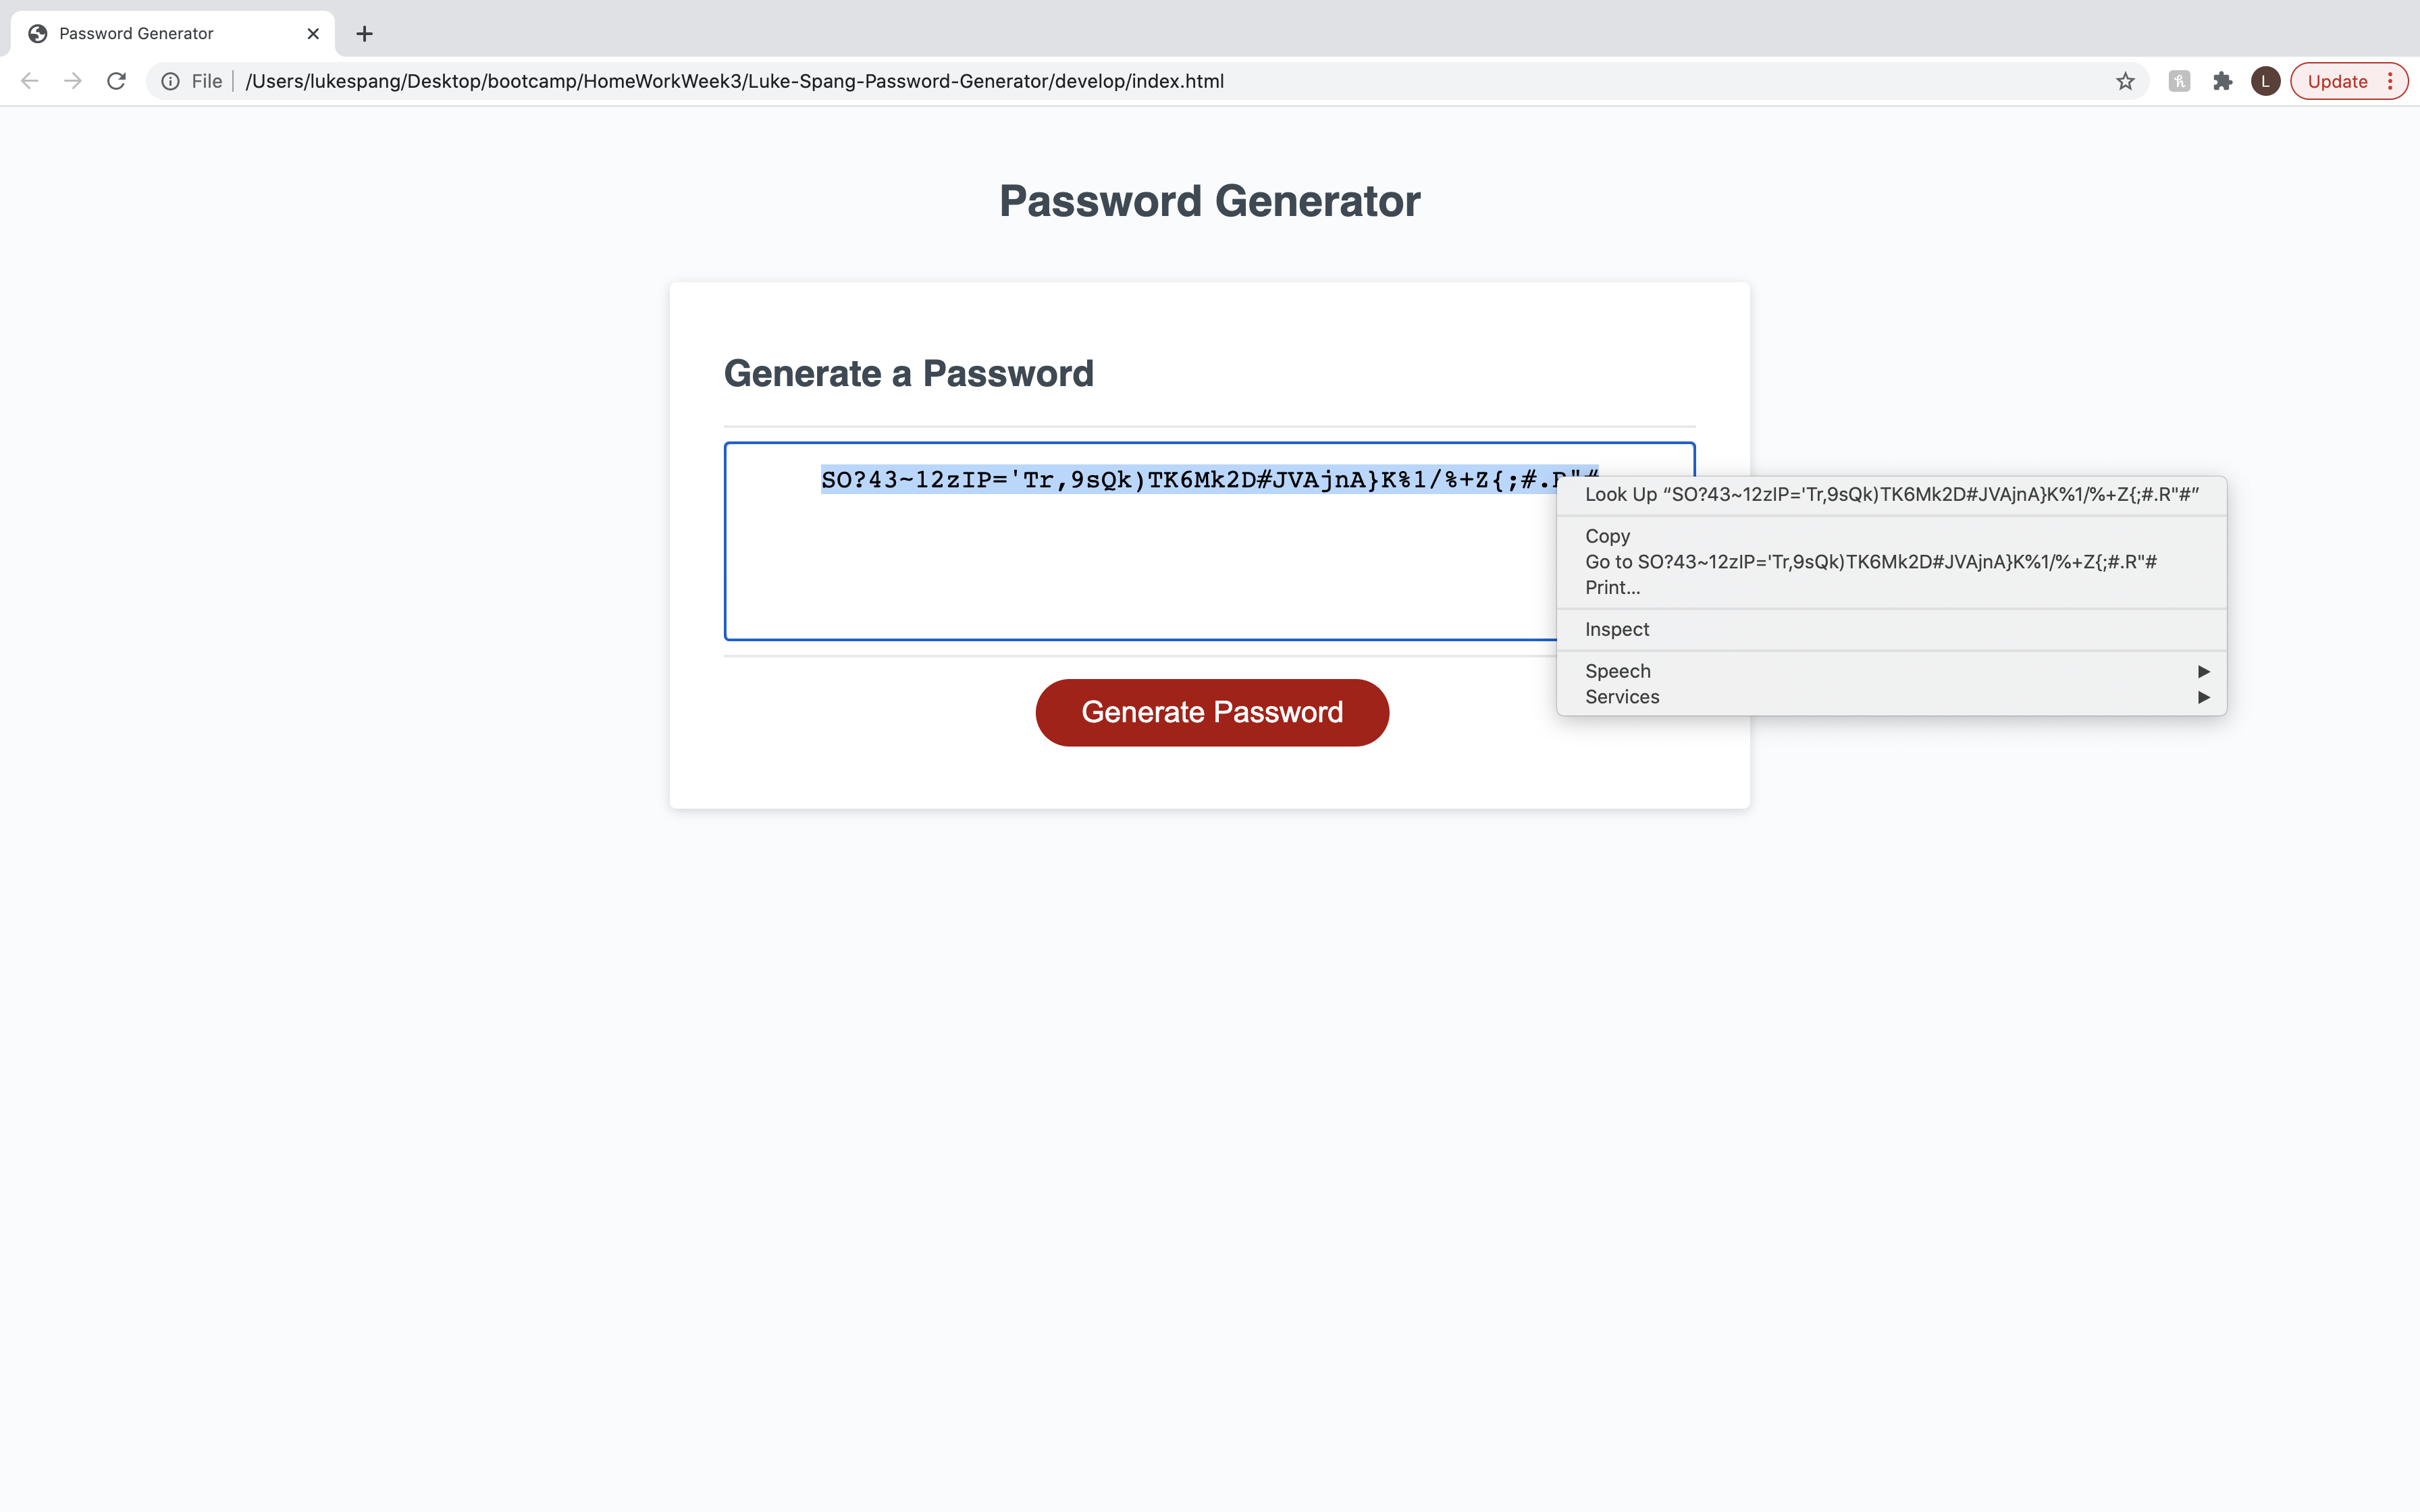 Password Generator
File
/Users/lukespang/Desktop/bootcamp/HomeWorkWeek3/Luke-Spang-Password-Generator/develop/index.html
L
Update
Password Generator
Generate a Password
SO?43~12zIP='Tr,9sQk)TK6Mk2D#JVAjnA}K%1/%+Z{;#.R"#
Look Up “SO?43~12zIP='Tr,9sQk)TK6Mk2D#JVAjnA}K%1/%+Z{;#.R"#”
Copy
Go to SO?43~12zIP='Tr,9sQk)TK6Mk2D#JVAjnA}K%1/%+Z{;#.R"#
Print...
Inspect
Speech
Services
Generate Password